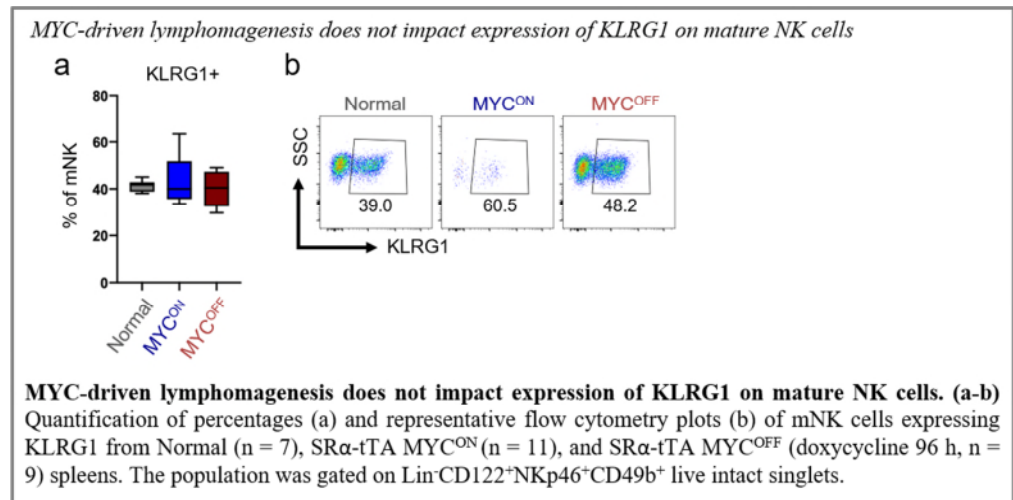 MYC-driven lymphomagenesis does not impact expression of KLRG1 on mature NK cells
a
KLRG1+
80
60
40
20
0
% of mNK
Normal
MYCᴼᴺ
MYCᴼᶠᶠ
b
Normal
MYCᴼᴺ
MYCᴼᶠᶠ
SSC
39.0
60.5
48.2
KLRG1
MYC-driven lymphomagenesis does not impact expression of KLRG1 on mature NK cells. (a-b)
Quantification of percentages (a) and representative flow cytometry plots (b) of mNK cells expressing
KLRG1 from Normal (n = 7), SRα-tTA MYCᴼᴺ (n = 11), and SRα-tTA MYCᴼᶠᶠ (doxycycline 96 h, n =
9) spleens. The population was gated on Lin⁻CD122⁺NKp46⁺CD49b⁺ live intact singlets.